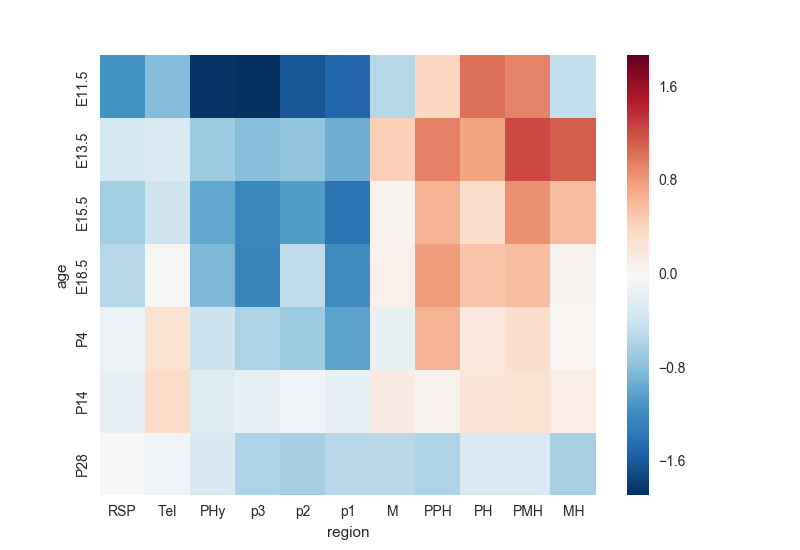 E11.5
E13.5
E15.5
E18.5
P4
P14
P28
age
RSP Tel PHy p3 p2 p1 M PPH PH PMH MH
region
1.6
0.8
0.0
−0.8
−1.6